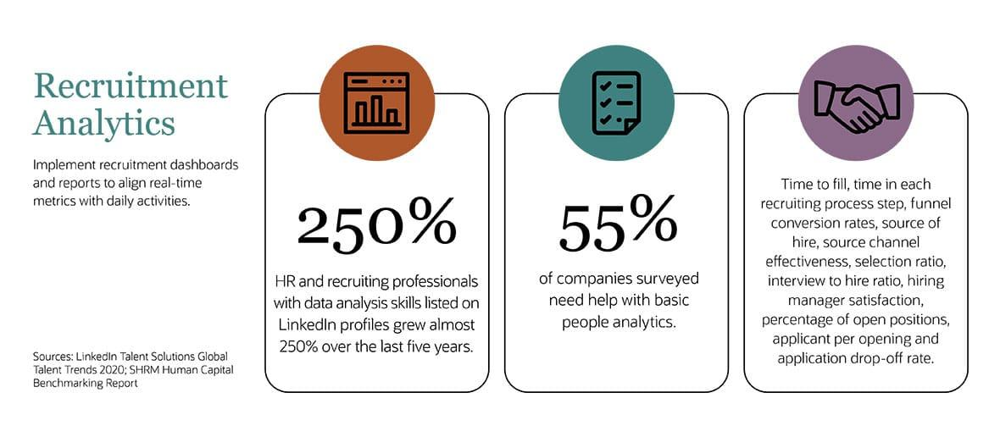 Recruitment
Analytics
Implement recruitment dashboards
and reports to align real-time
metrics with daily activities.
Sources: LinkedIn Talent Solutions Global
Talent Trends 2020; SHRM Human Capital
Benchmarking Report
250%
HR and recruiting professionals
with data analysis skills listed on
LinkedIn profiles grew almost
250% over the last five years.
55%
of companies surveyed
need help with basic
people analytics.
Time to fill, time in each
recruiting process step, funnel
conversion rates, source of
hire, source channel
effectiveness, selection ratio,
interview to hire ratio, hiring
manager satisfaction,
percentage of open positions,
applicant per opening and
application drop-off rate.